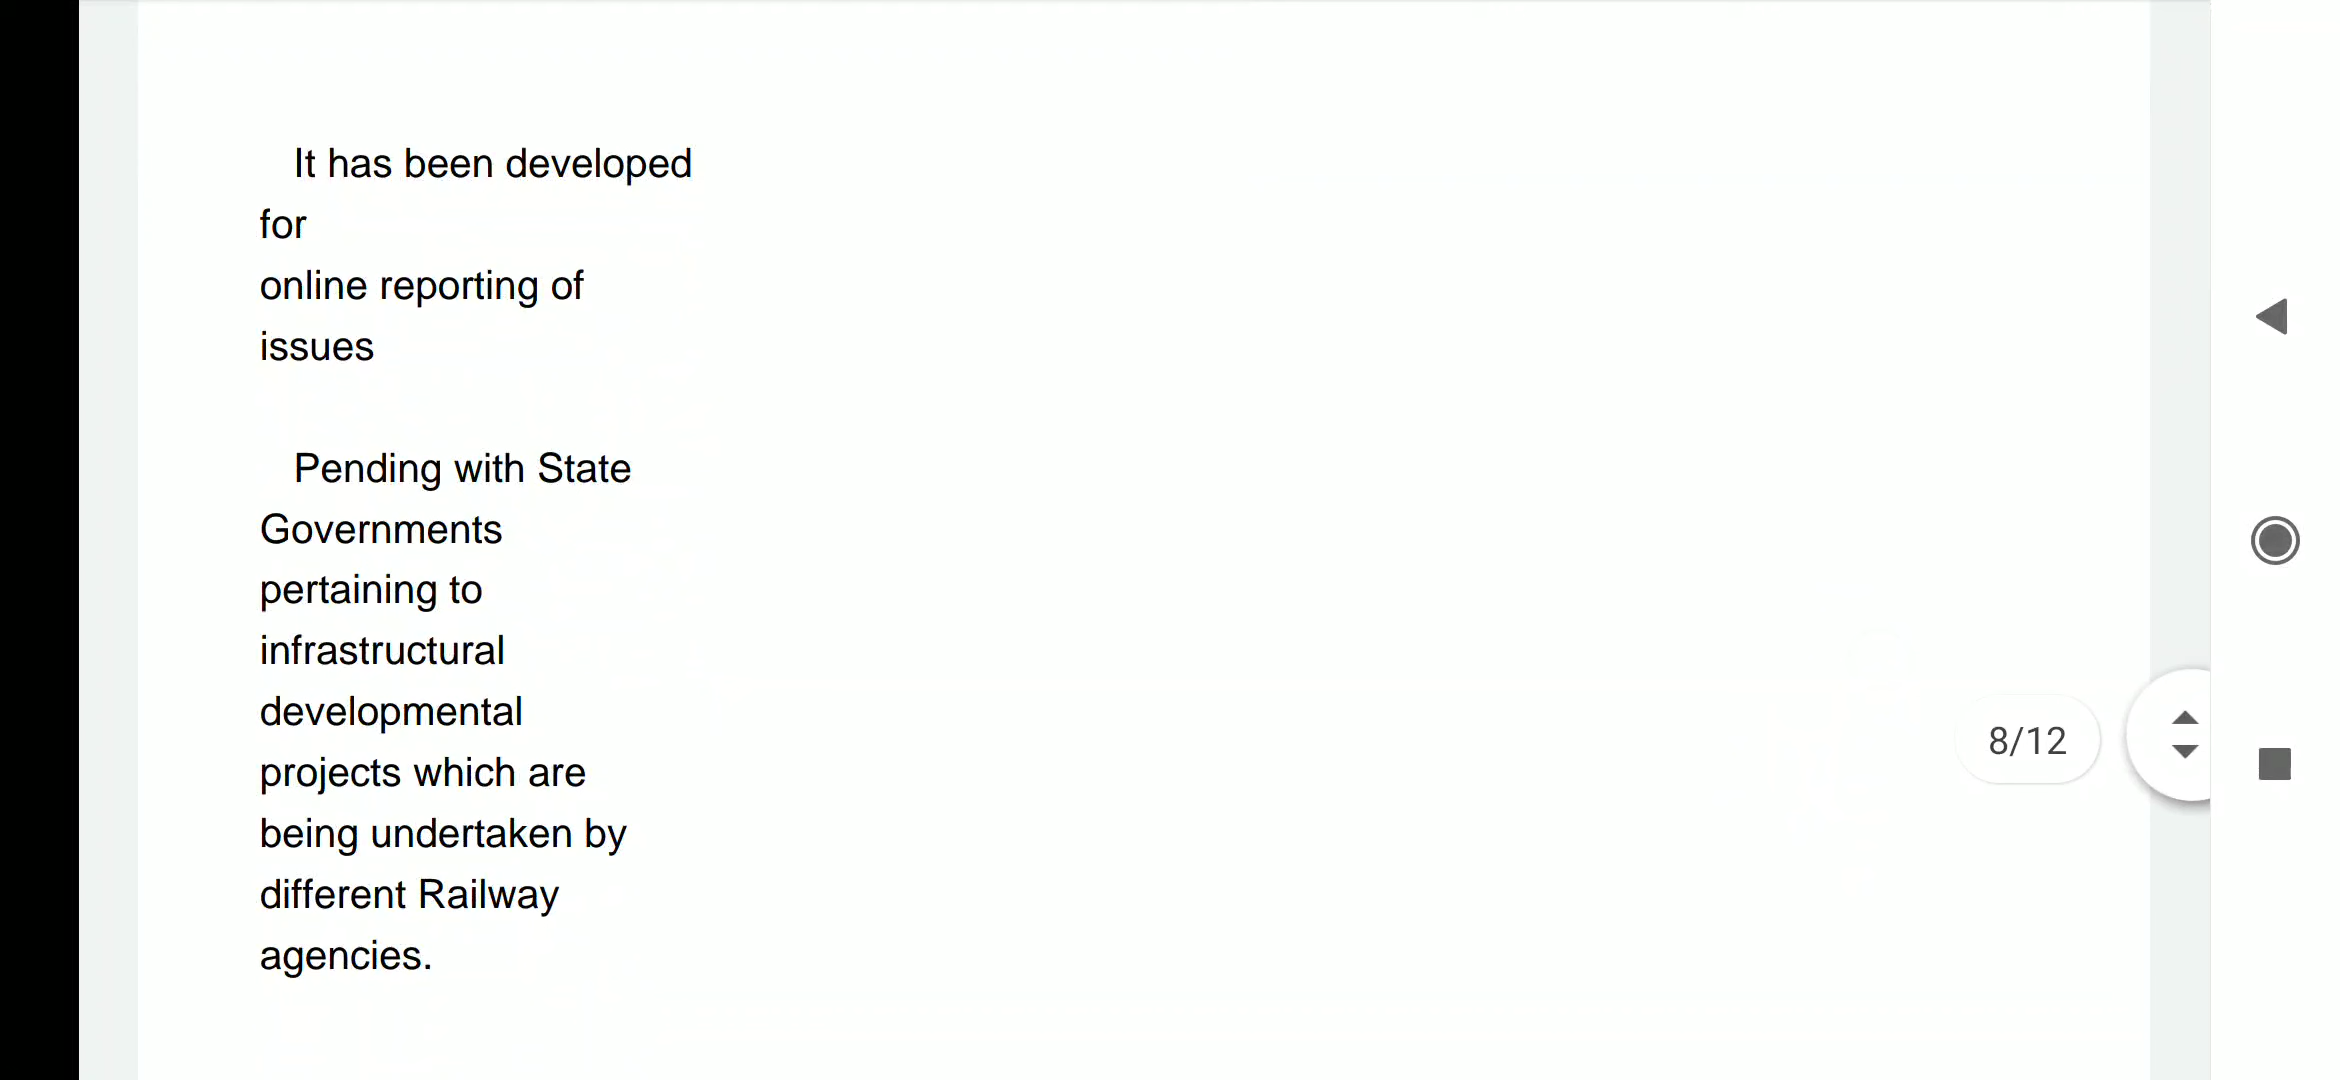 It has been developed
for
online reporting of
issues
Pending with State
Governments
pertaining to
infrastructural
developmental
projects which are
being undertaken by
different Railway
agencies.
8/12